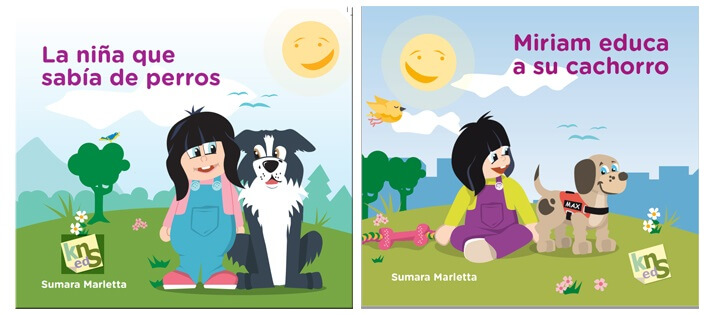 La niña que
sabía de perros
kns
ed
Sumara Marletta
Miriam educa
a su cachorro
MAX
kns
ed
Sumara Marletta